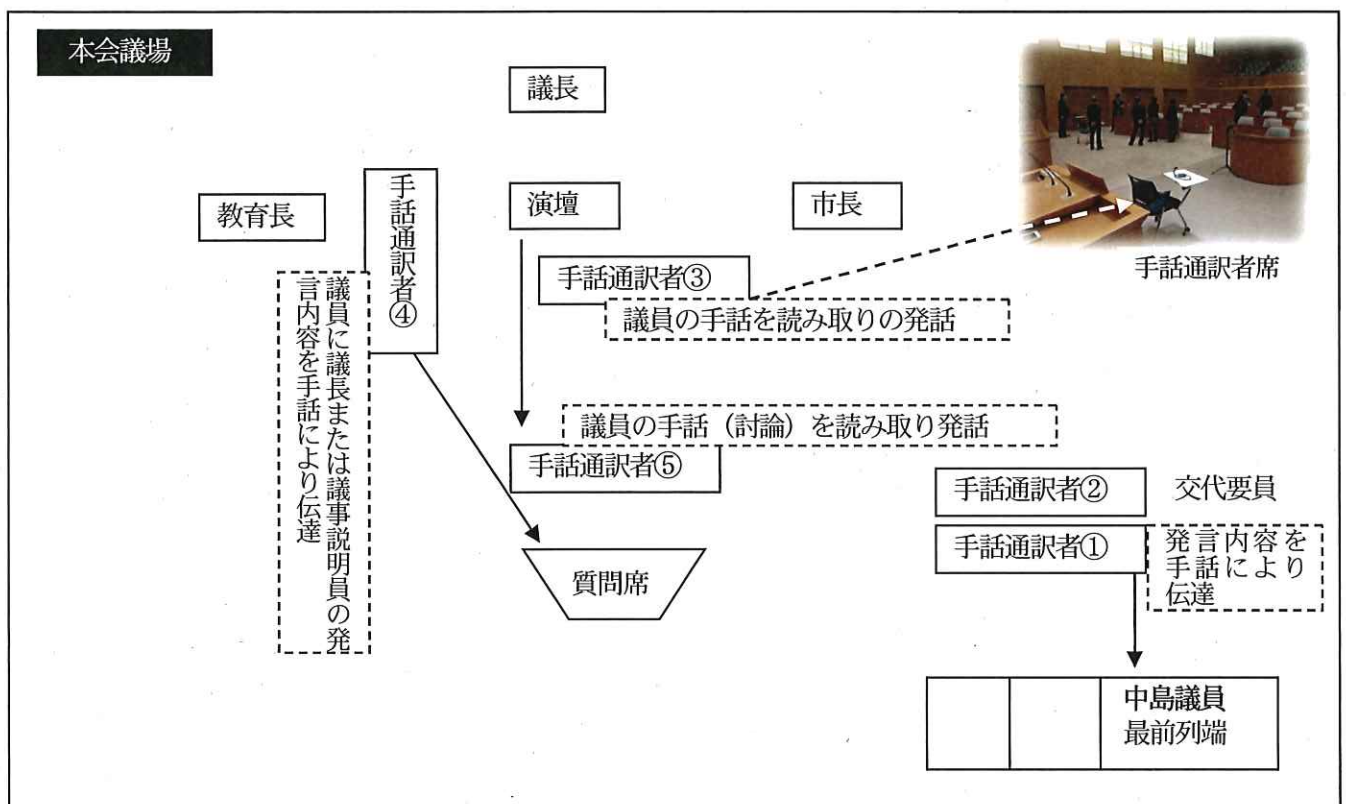 本会議場
議長
教育長
手話通訳者④
演壇
市長
手話通訳者席
手話通訳者③
議員の手話を読み取りの発話
議員に議長または議事説明員の発
言内容を手話により伝達
議員の手話（討論）を読み取り発話
手話通訳者⑤
手話通訳者②
交代要員
手話通訳者①
発言内容を
手話により
伝達
質問席
中島議員
最前列端